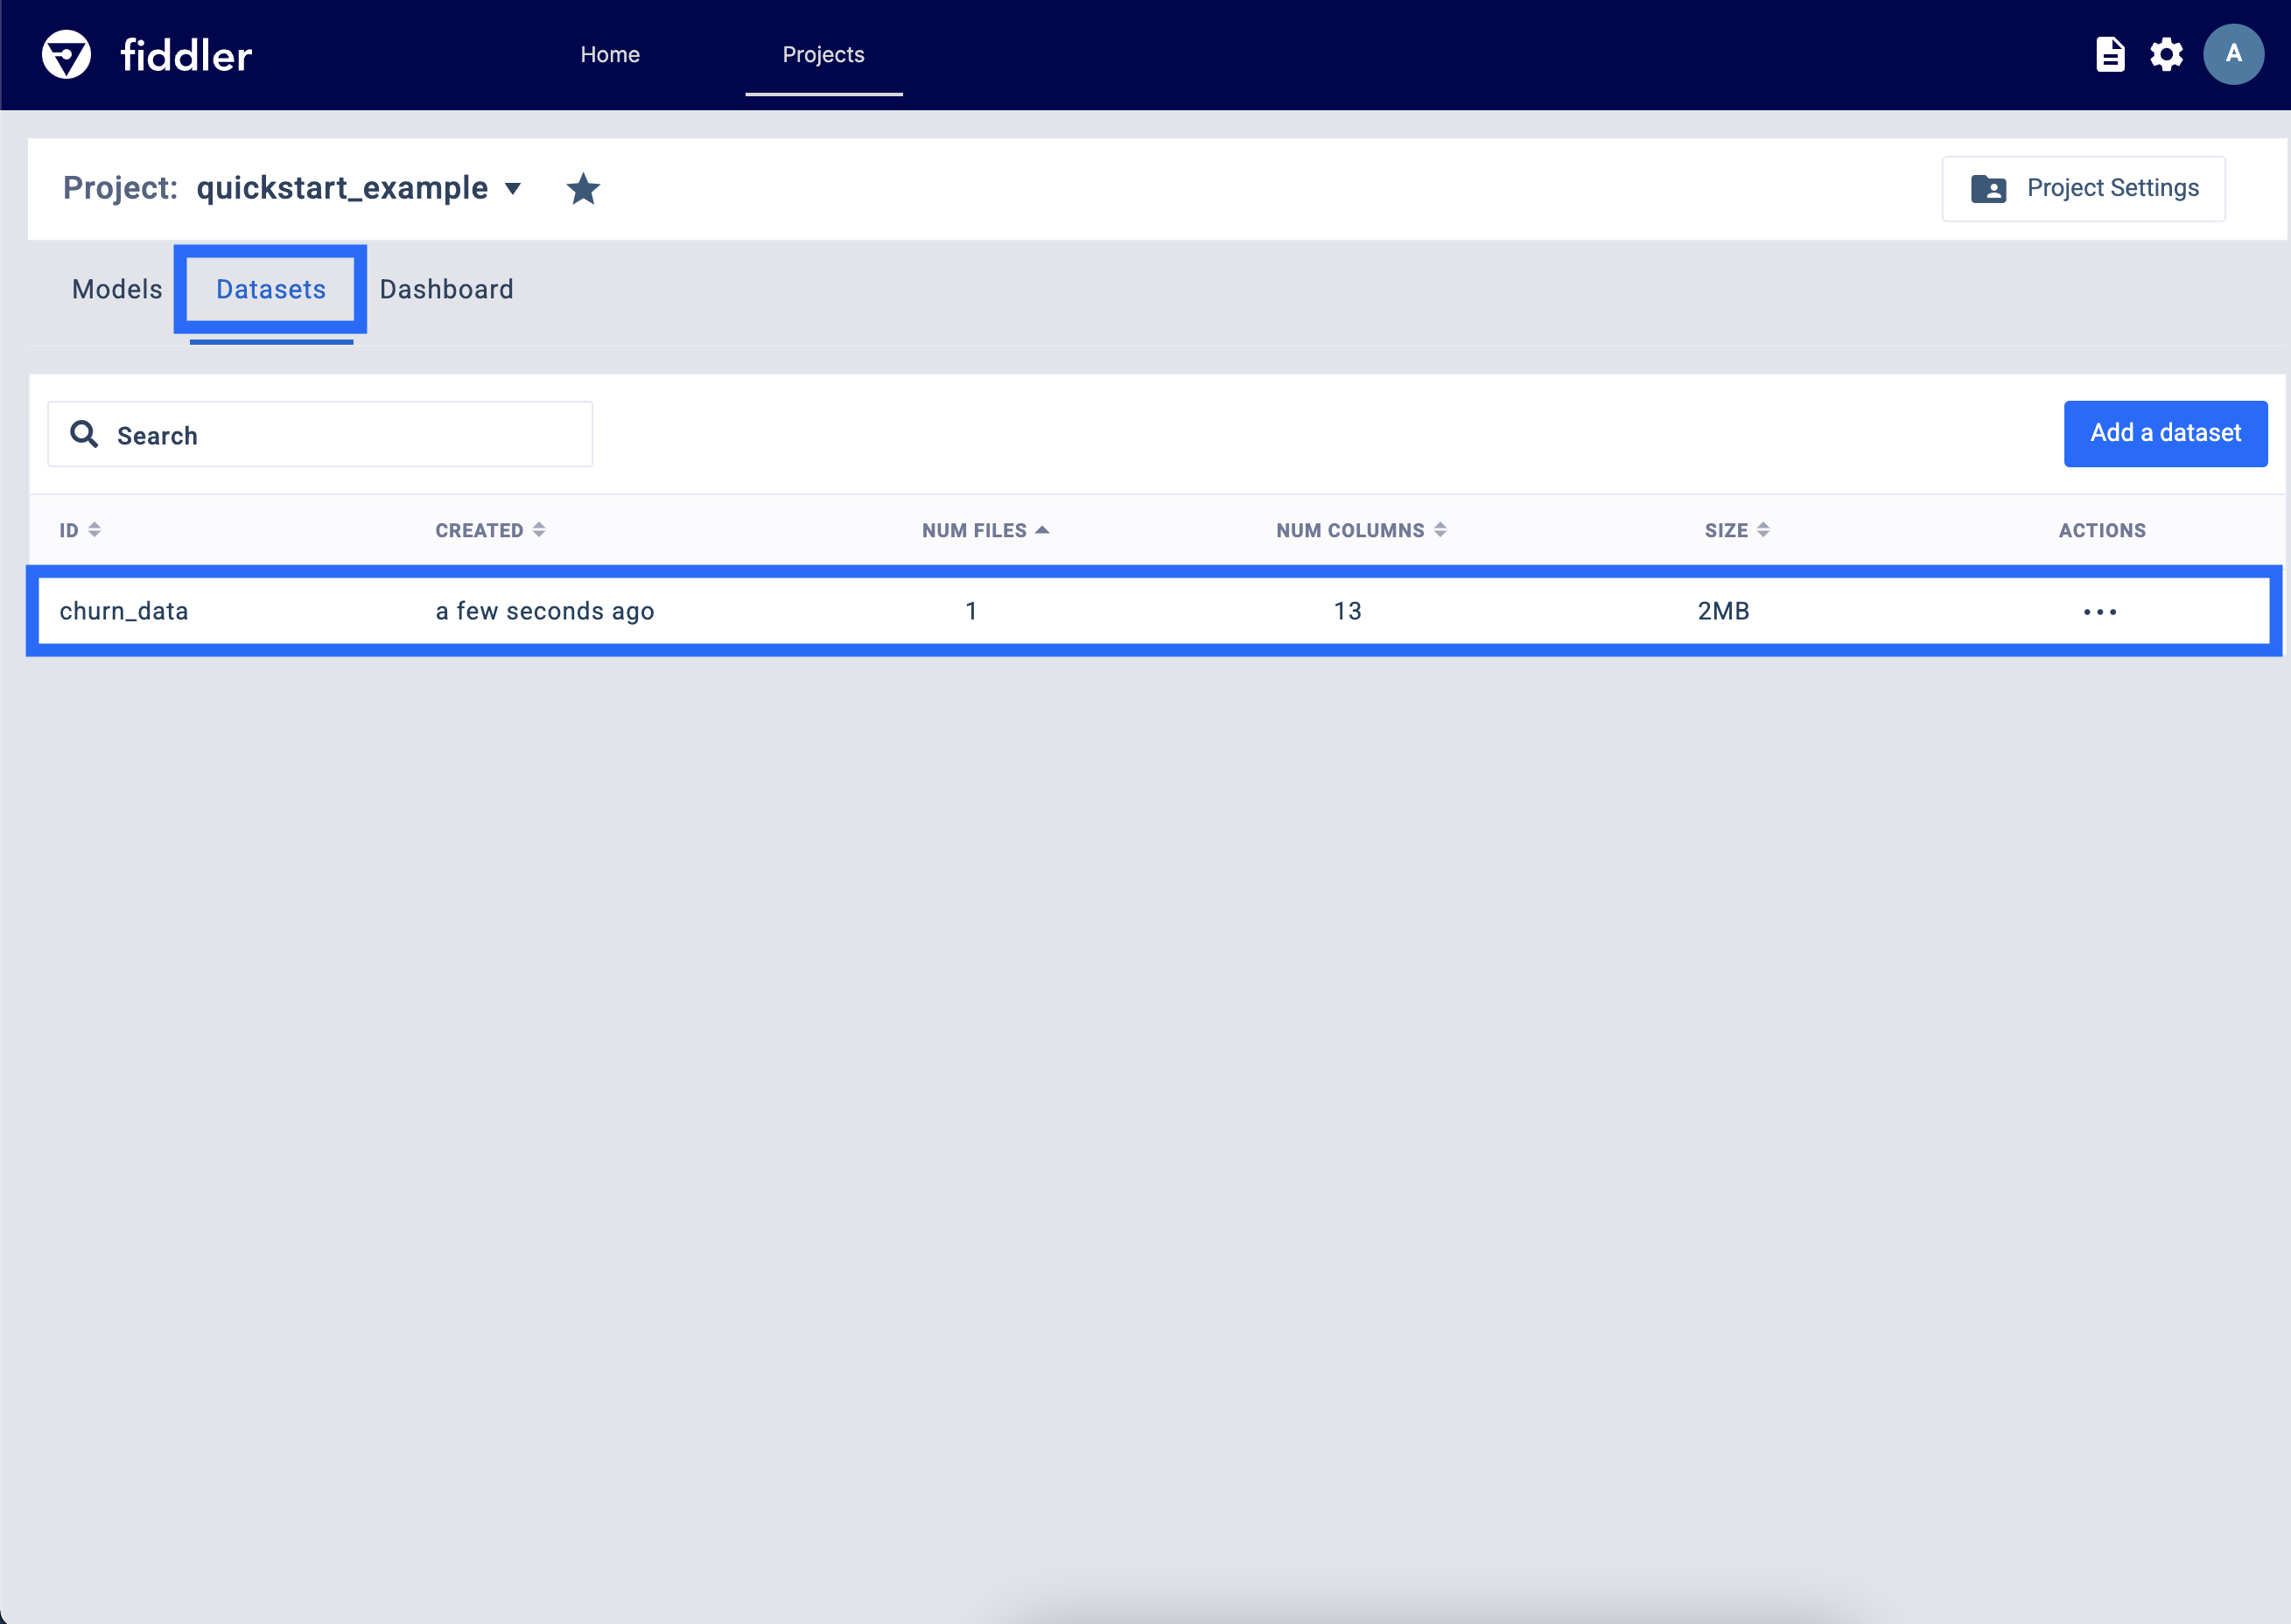 fiddler Home Projects A
Project: quickstart_example Project Settings
Models Datasets Dashboard
Search Add a dataset
ID CREATED NUM FILES NUM COLUMNS SIZE ACTIONS
churn_data a few seconds ago 1 13 2MB ...